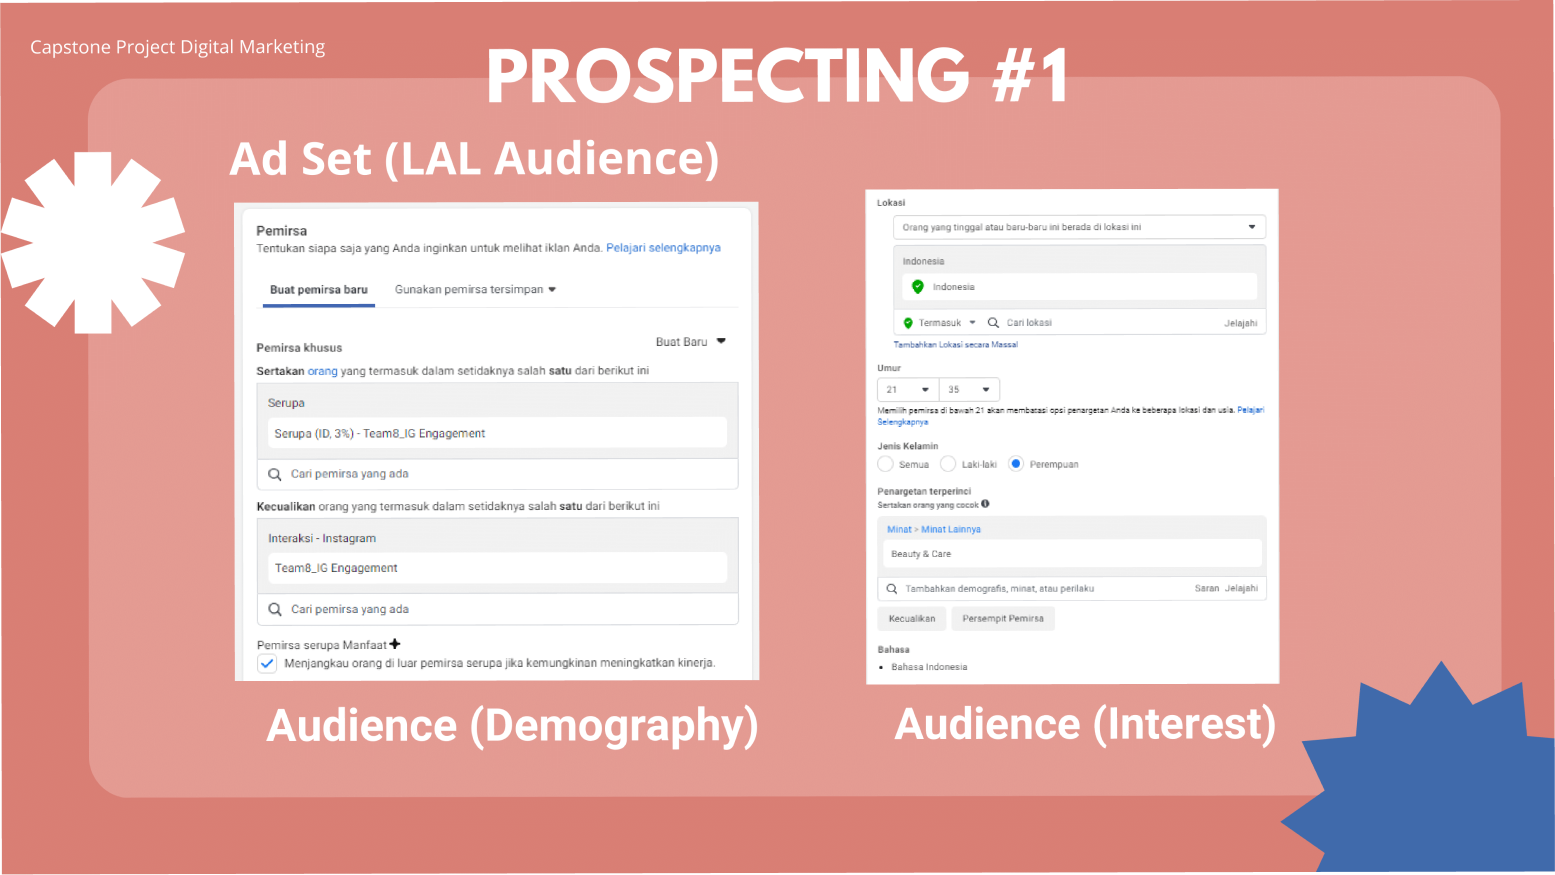 Capstone Project Digital Marketing
PROSPECTING #1
Ad Set (LAL Audience)
Pemirsa
Tentukan siapa saja yang Anda inginkan untuk melihat iklan Anda. Pelajari selengkapnya
Buat pemirsa baru
Gunakan pemirsa tersimpan
Buat Baru
Pemirsa khusus
Sertakan orang yang termasuk dalam setidaknya salah satu dari berikut ini
Serupa
Serupa (ID, 3%) - Team8_IG Engagement
Cari pemirsa yang ada
Kecualikan orang yang termasuk dalam setidaknya salah satu dari berikut ini
Interaksi - Instagram
Team8_IG Engagement
Cari pemirsa yang ada
Pemirsa serupa Manfaat
Menjangkau orang di luar pemirsa serupa jika kemungkinan meningkatkan kinerja.
Audience (Demography)
Lokasi
Orang yang tinggal atau baru-baru ini berada di lokasi ini
Indonesia
Indonesia
Termasuk Cari lokasi Jelajahi
Tambahkan Lokasi secara Massal
Umur
21 35
Memilih pemirsa di bawah 21 akan membatasi opsi penargetan Anda ke beberapa lokasi dan usia. Pelajari
Selengkapnya
Jenis Kelamin
Semua Laki-laki Perempuan
Penargetan terperinci
Sertakan orang yang cocok
Minat > Minat Lainnya
Beauty & Care
Tambahkan demografis, minat, atau perilaku Saran Jelajahi
Kecualikan Persempit Pemirsa
Bahasa
• Bahasa Indonesia
Audience (Interest)